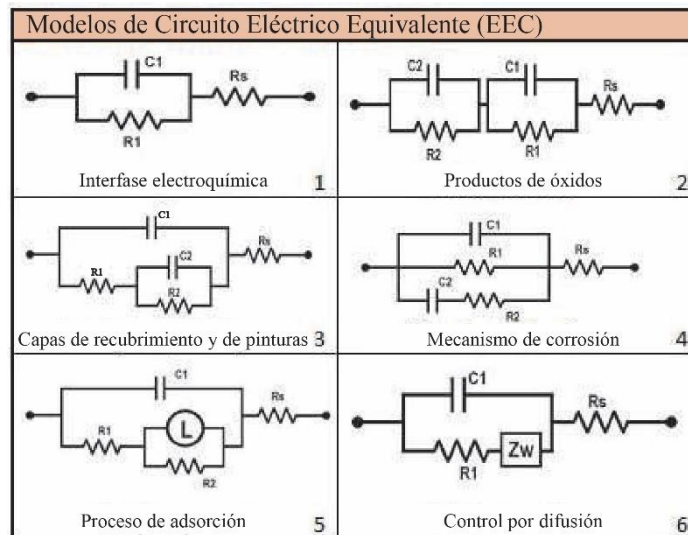 Modelos de Circuito Eléctrico Equivalente (EEC)
C1
Rs
R1
Interfase electroquímica 1
C2 C1
Rs
R2 R1
Productos de óxidos 2
C1
Rs
C2
R1
R2
Capas de recubrimiento y de pinturas 3
C1
R1
Rs
C2
R2
Mecanismo de corrosión 4
C1
Rs
L
R1
R2
Proceso de adsorción 5
C1
Rs
R1 Zw
Control por difusión 6